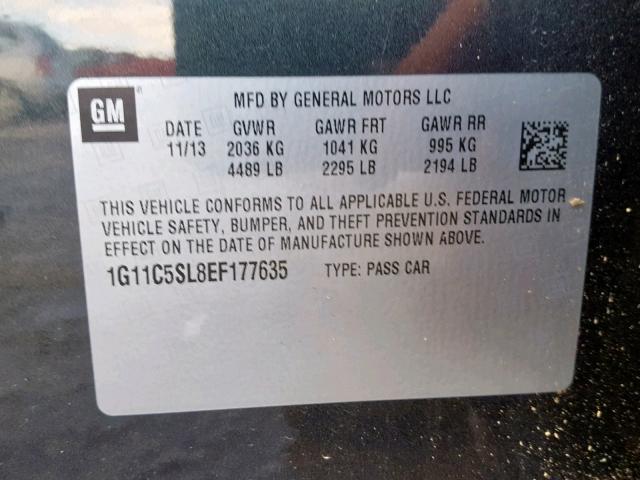 GM
MFD BY GENERAL MOTORS LLC
DATE GVWR GAWR FRT GAWR RR
11/13 2036 KG 1041 KG 995 KG
4489 LB 2295 LB 2194 LB
THIS VEHICLE CONFORMS TO ALL APPLICABLE U.S. FEDERAL MOTOR
VEHICLE SAFETY, BUMPER, AND THEFT PREVENTION STANDARDS IN
EFFECT ON THE DATE OF MANUFACTURE SHOWN ABOVE.
1G11C5SL8EF177635 TYPE: PASS CAR